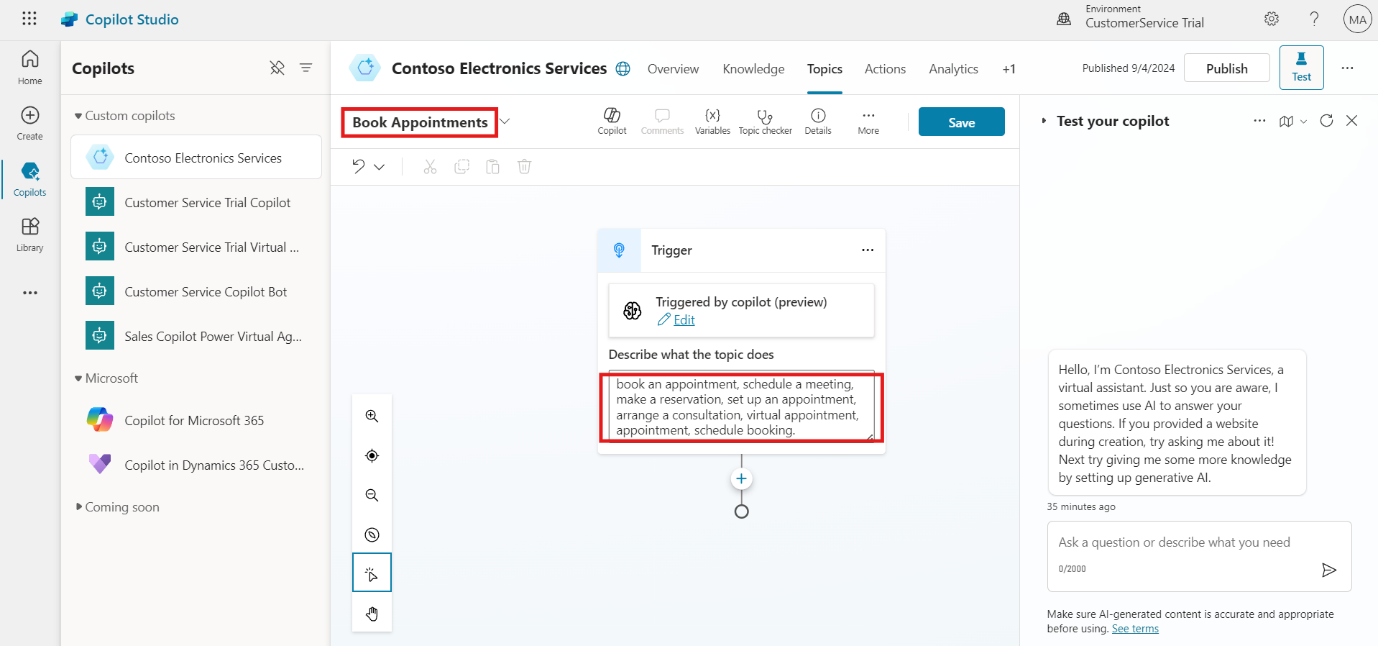 Copilot Studio
Environment
CustomerService Trial
?
MA
Home
Create
Copilots
Library
Copilots
Custom copilots
Contoso Electronics Services
Customer Service Trial Copilot
Customer Service Trial Virtual ...
Customer Service Copilot Bot
Sales Copilot Power Virtual Ag...
Microsoft
Copilot for Microsoft 365
Copilot in Dynamics 365 Custo...
Coming soon
Contoso Electronics Services
Overview
Knowledge
Topics
Actions
Analytics
+1
Published 9/4/2024
Publish
Test
Book Appointments
Copilot
Comments
{x}
Variables
Topic checker
Details
More
Save
Trigger
Triggered by copilot (preview)
Edit
Describe what the topic does
book an appointment, schedule a meeting,
make a reservation, set up an appointment,
arrange a consultation, virtual appointment,
appointment, schedule booking.
Test your copilot
Hello, I'm Contoso Electronics Services, a
virtual assistant. Just so you are aware, I
sometimes use AI to answer your
questions. If you provided a website
during creation, try asking me about it!
Next try giving me some more knowledge
by setting up generative AI.
35 minutes ago
Ask a question or describe what you need
0/2000
Make sure AI-generated content is accurate and appropriate
before using. See terms